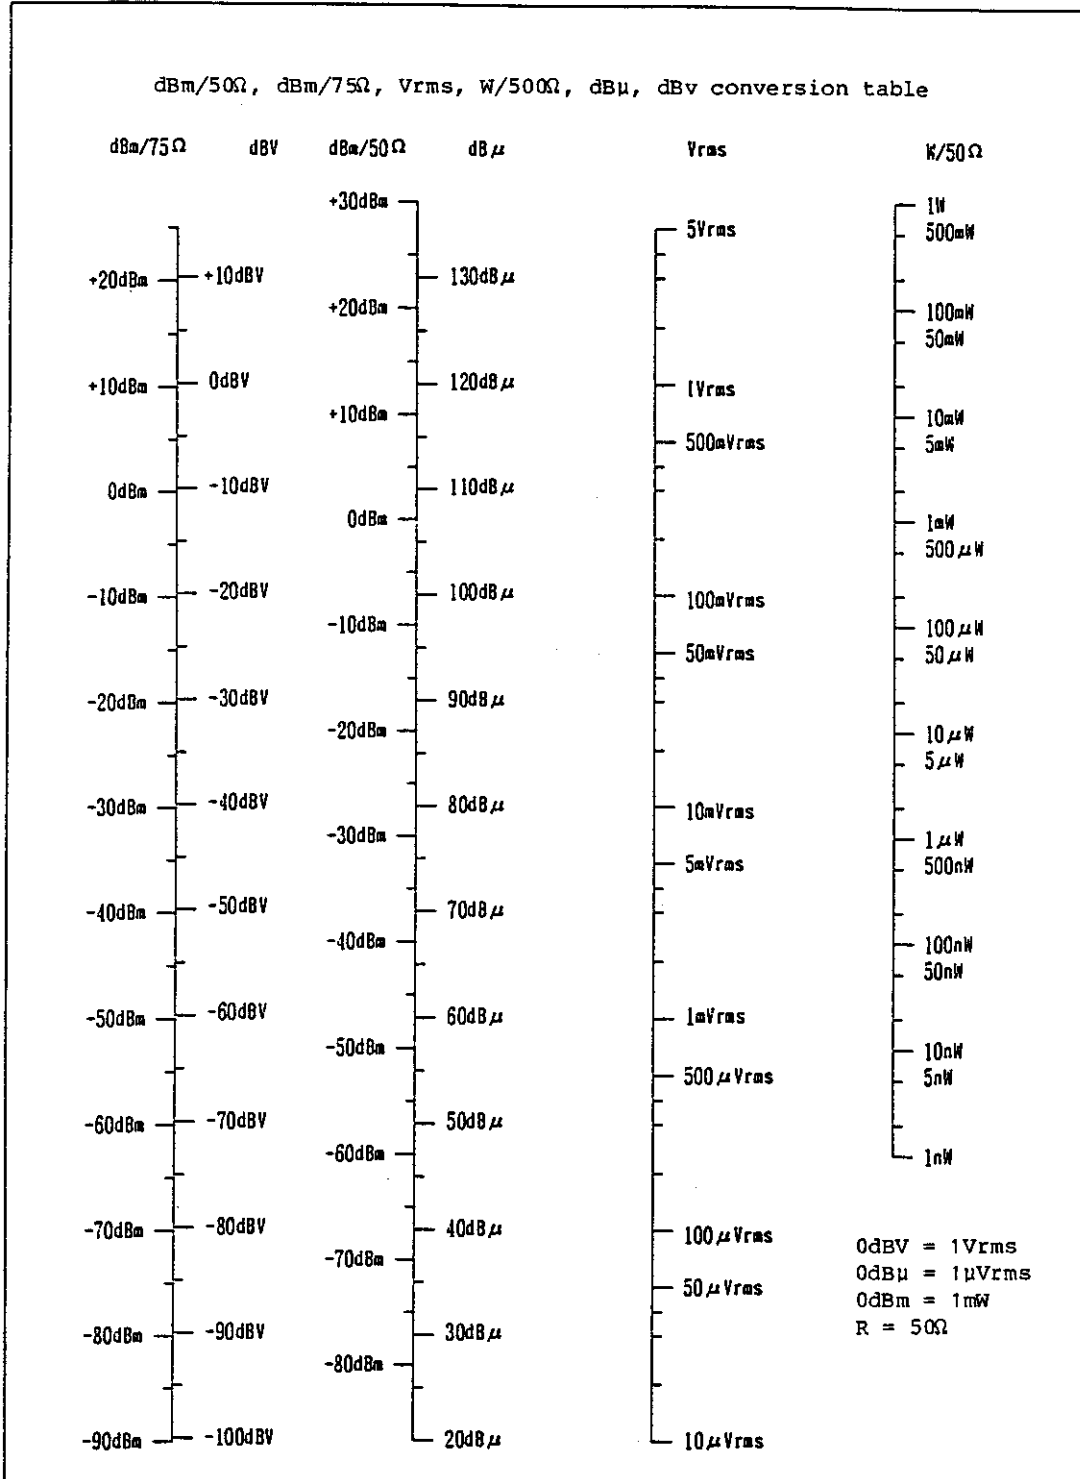 dBm/50Ω, dBm/75Ω, Vrms, W/500Ω, dBμ, dBv conversion table
dBm/75Ω dBV dBm/50Ω dBμ Vrms W/50Ω
+20dBm
+10dBm
0dBm
-10dBm
-20dBm
-30dBm
-40dBm
-50dBm
-60dBm
-70dBm
-80dBm
-90dBm
+10dBV
0dBV
-10dBV
-20dBV
-30dBV
-40dBV
-50dBV
-60dBV
-70dBV
-80dBV
-90dBV
-100dBV
+30dBm
+20dBm
+10dBm
0dBm
-10dBm
-20dBm
-30dBm
-40dBm
-50dBm
-60dBm
-70dBm
-80dBm
130dBμ
120dBμ
110dBμ
100dBμ
90dBμ
80dBμ
70dBμ
60dBμ
50dBμ
40dBμ
30dBμ
20dBμ
5Vrms
1Vrms
500mVrms
100mVrms
50mVrms
10mVrms
5mVrms
1mVrms
500μVrms
100μVrms
50μVrms
10μVrms
1W
500mW
100mW
50mW
10mW
5mW
1mW
500μW
100μW
50μW
10μW
5μW
1μW
500nW
100nW
50nW
10nW
5nW
1nW
0dBV = 1Vrms
0dBμ = 1μVrms
0dBm = 1mW
R = 50Ω